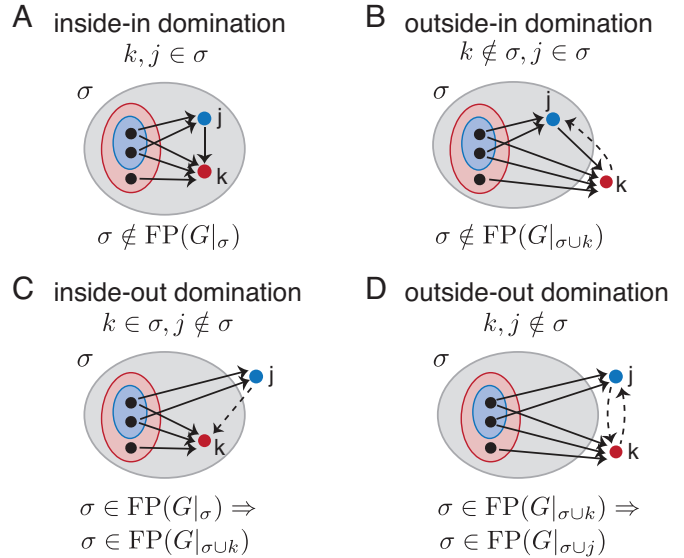 A inside-in domination
k, j ∈ σ
σ
j
k
σ ∉ FP(G|σ)
B outside-in domination
k ∉ σ, j ∈ σ
σ
j
k
σ ∉ FP(G|σ∪k)
C inside-out domination
k ∈ σ, j ∉ σ
σ
j
k
σ ∈ FP(G|σ) ⇒
σ ∈ FP(G|σ∪k)
D outside-out domination
k, j ∉ σ
σ
j
k
σ ∈ FP(G|σ∪k) ⇒
σ ∈ FP(G|σ∪j)